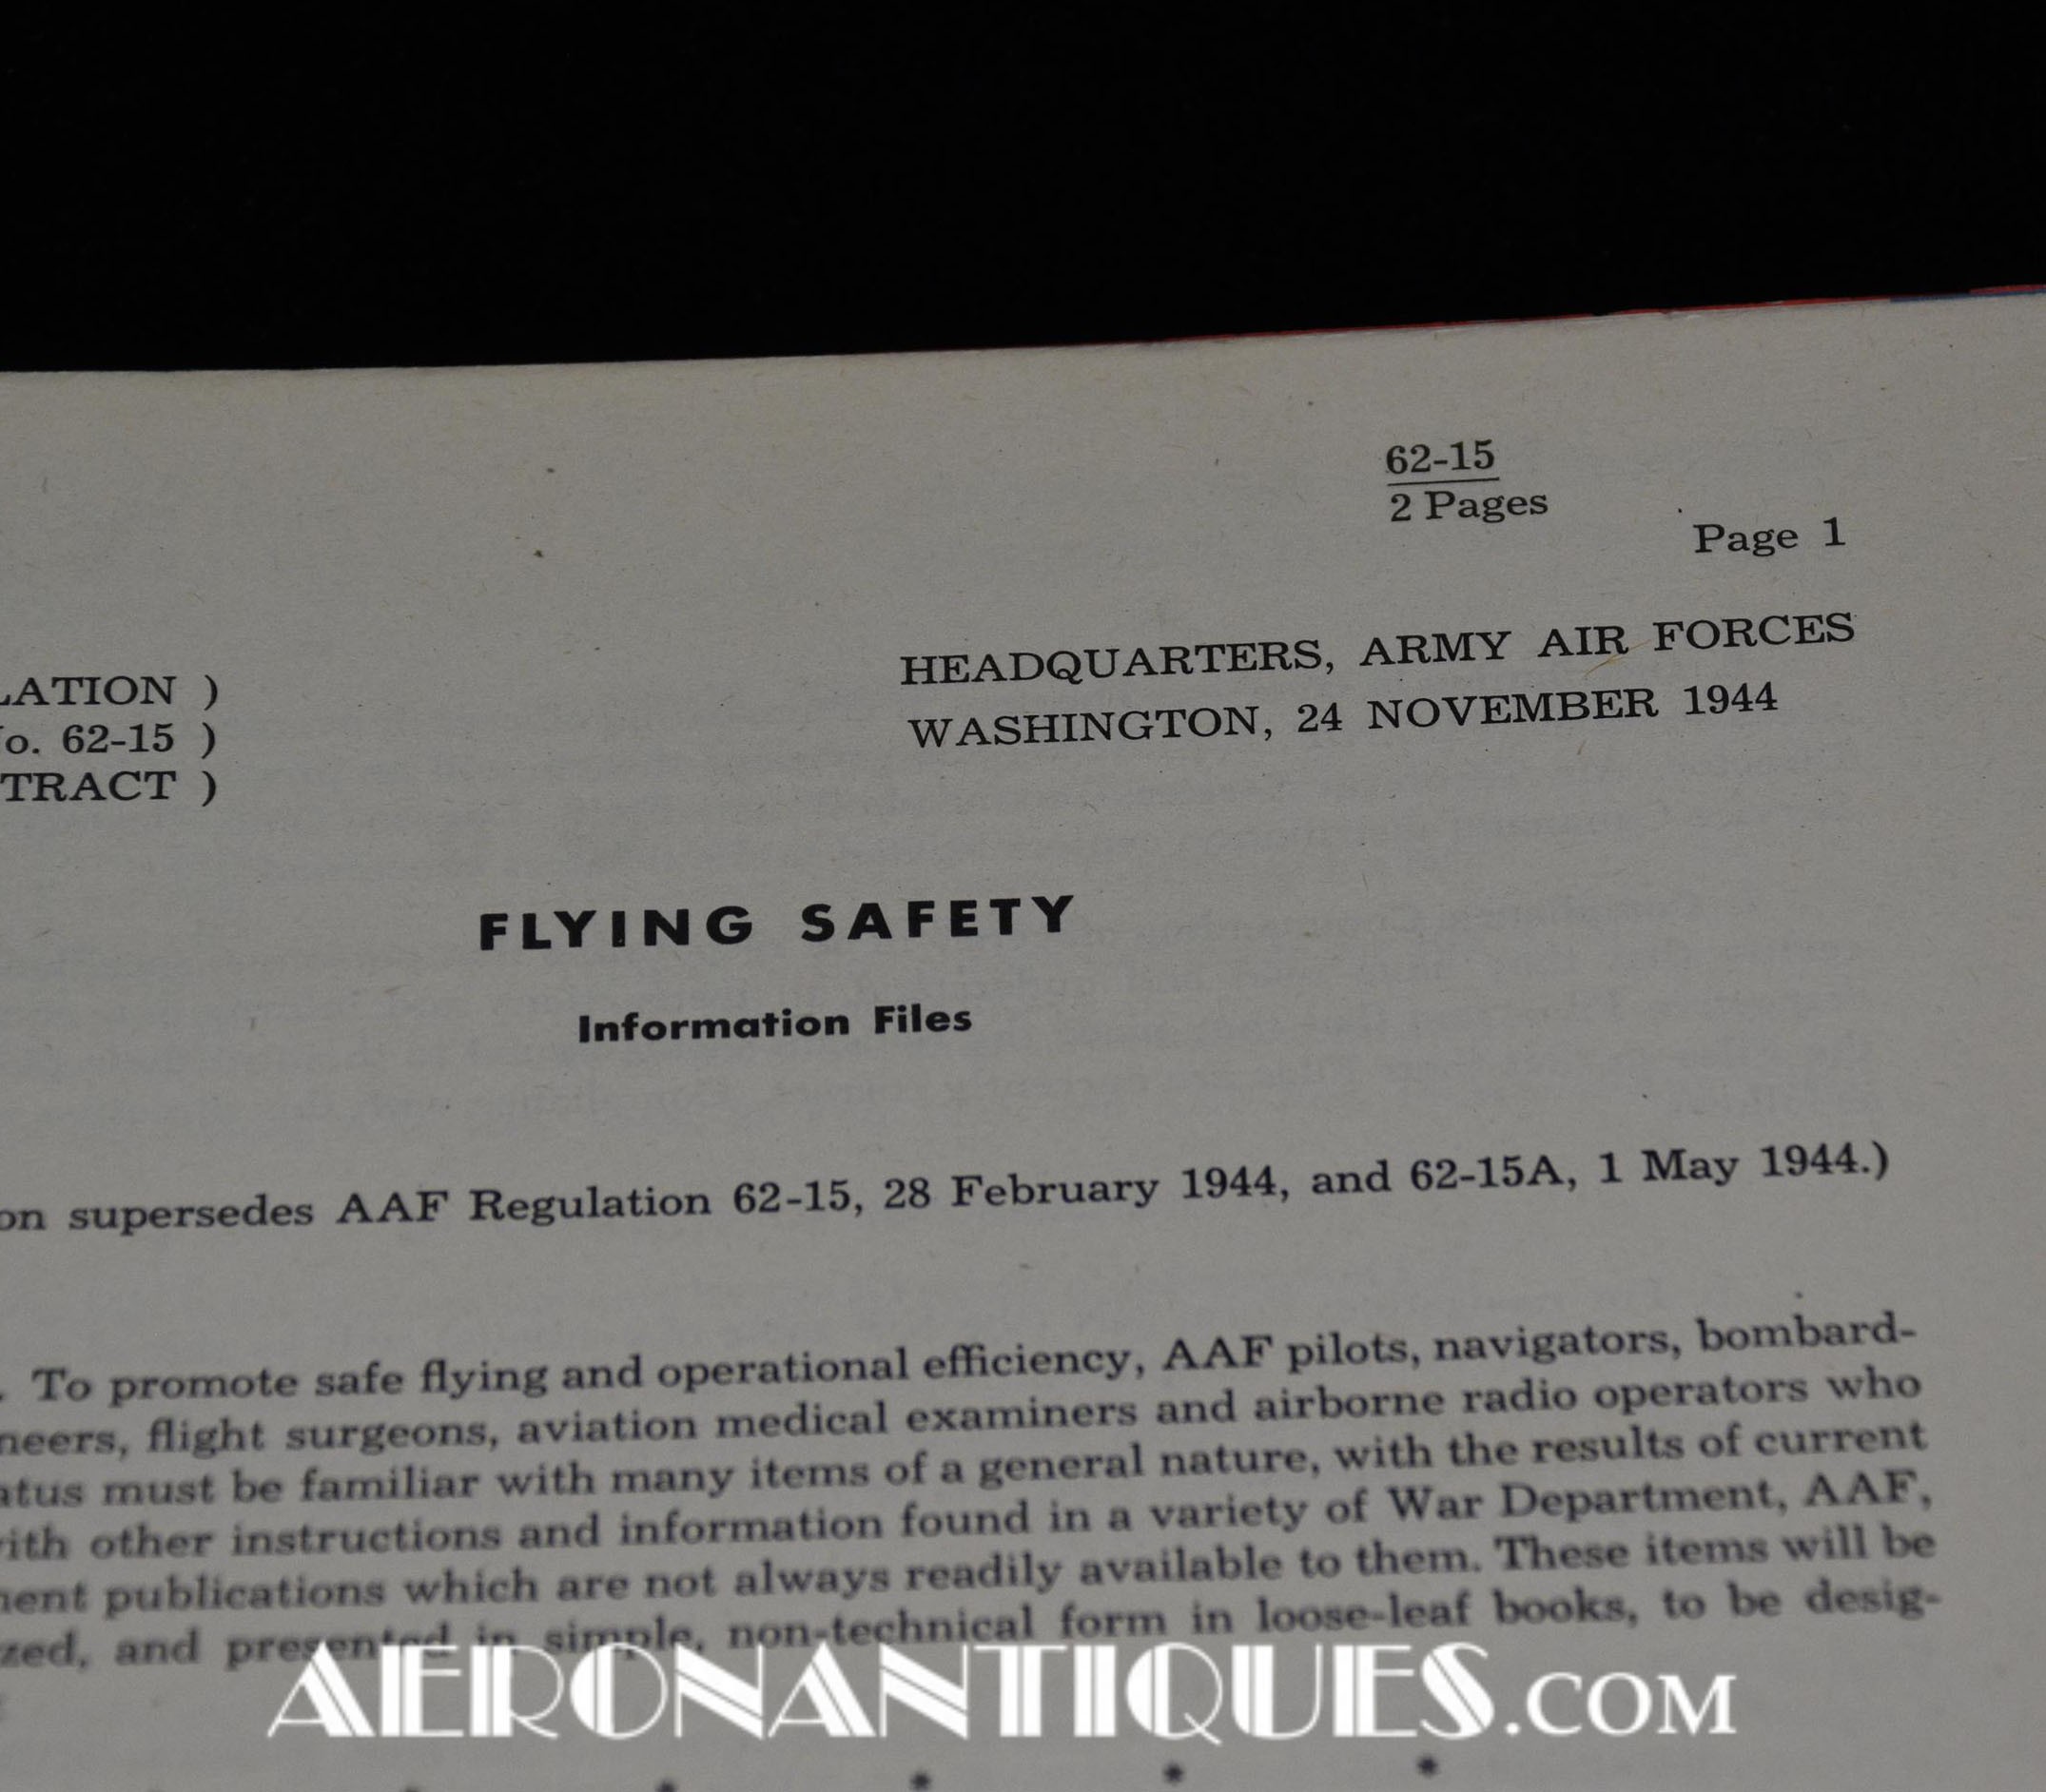 62-15
2 Pages
Page 1
HEADQUARTERS, ARMY AIR FORCES
WASHINGTON, 24 NOVEMBER 1944
LATION )
o. 62-15 )
TRACT )
FLYING SAFETY
Information Files
on supersedes AAF Regulation 62-15, 28 February 1944, and 62-15A, 1 May 1944.)
. To promote safe flying and operational efficiency, AAF pilots, navigators, bombard-
neers, flight surgeons, aviation medical examiners and airborne radio operators who
atus must be familiar with many items of a general nature, with the results of current
ith other instructions and information found in a variety of War Department, AAF,
ent publications which are not always readily available to them. These items will be
zed, and presented in simple, non-technical form in loose-leaf books, to be desig-
AERONANTIQUES.COM
* * * * *